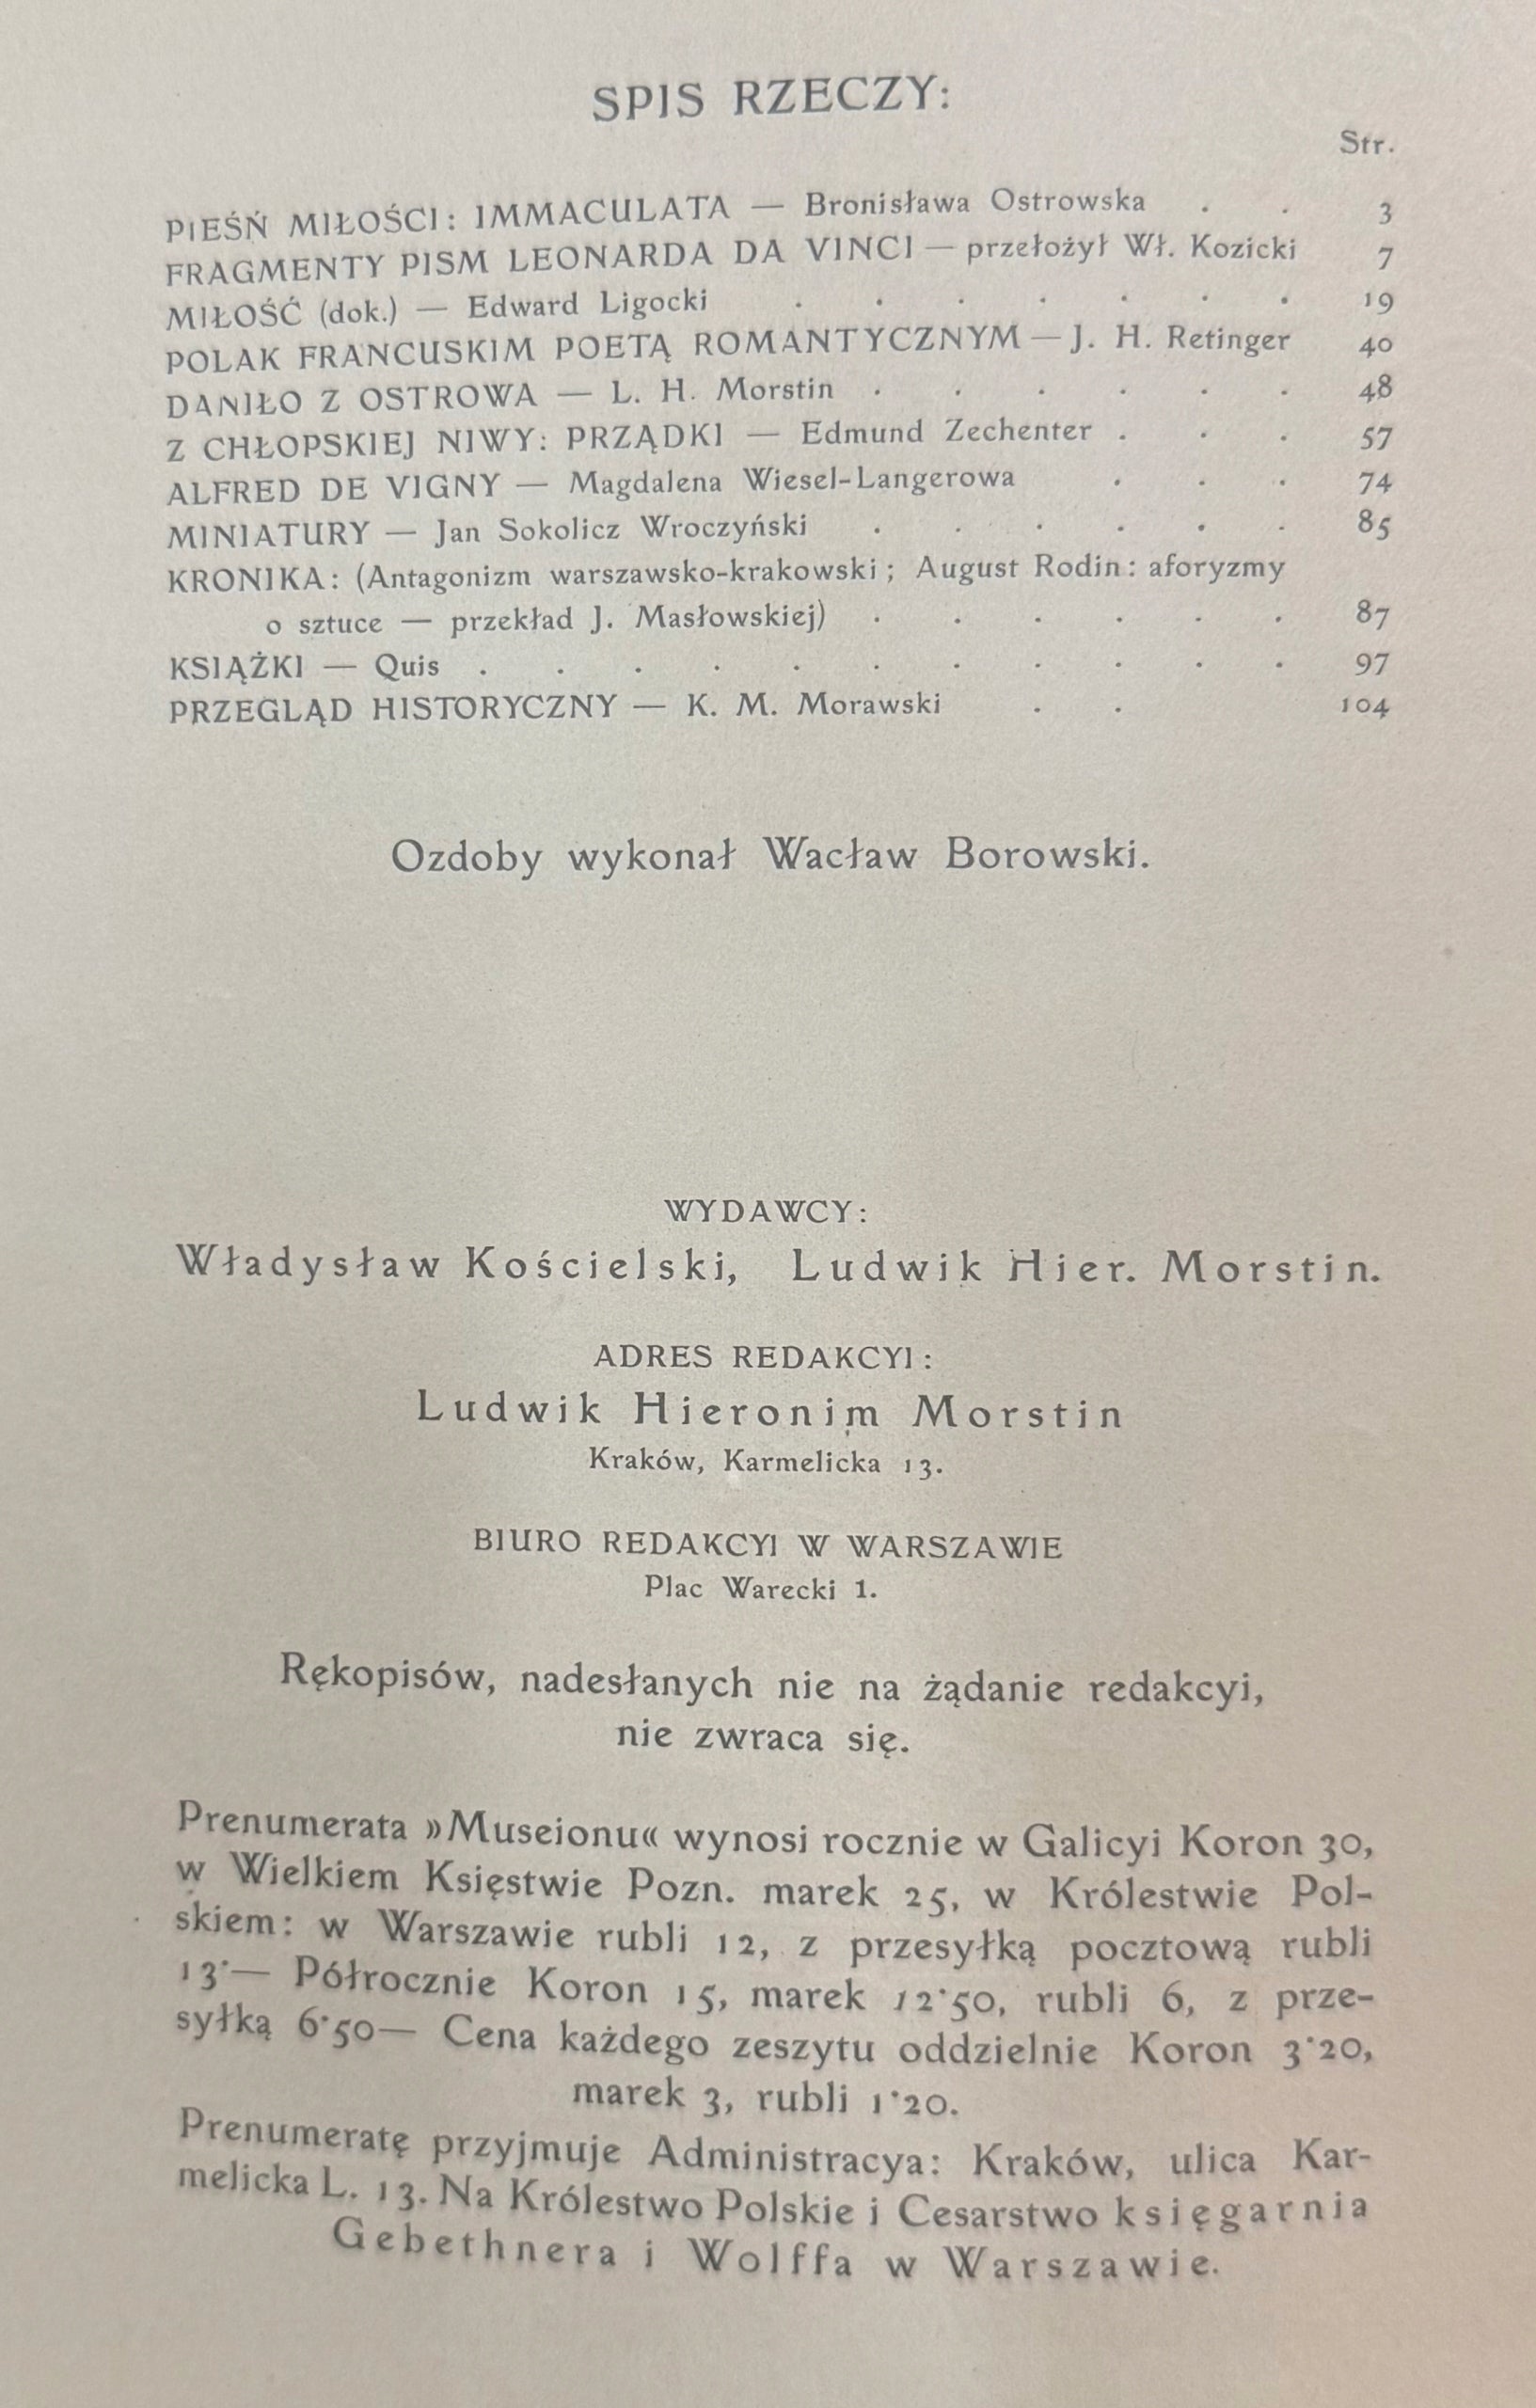 SPIS RZECZY:
Str.
PIEŚŃ MIŁOŚCI: IMMACULATA — Bronisława Ostrowska . . 3
FRAGMENTY PISM LEONARDA DA VINCI — przełożył Wł. Kozicki 7
MIŁOŚĆ (dok.) — Edward Ligocki . . . . . . . 19
POLAK FRANCUSKIM POETĄ ROMANTYCZNYM — J. H. Retinger 40
DANIŁO Z OSTROWA — L. H. Morstin . . . . . . 48
Z CHŁOPSKIEJ NIWY: PRZĄDKI — Edmund Zechenter . . . 57
ALFRED DE VIGNY — Magdalena Wiesel-Langerowa . . . 74
MINIATURY — Jan Sokolicz Wroczyński . . . . . . 85
KRONIKA: (Antagonizm warszawsko-krakowski; August Rodin: aforyzmy
o sztuce — przekład J. Masłowskiej) . . . . . . 87
KSIĄŻKI — Quis . . . . . . . . . . . 97
PRZEGLĄD HISTORYCZNY — K. M. Morawski . . 104
Ozdoby wykonał Wacław Borowski.
WYDAWCY:
Władysław Kościelski, Ludwik Hier. Morstin.
ADRES REDAKCYI:
Ludwik Hieronim Morstin
Kraków, Karmelicka 13.
BIURO REDAKCYI W WARSZAWIE
Plac Warecki 1.
Rękopisów, nadesłanych nie na żądanie redakcyi,
nie zwraca się.
Prenumerata »Museionu« wynosi rocznie w Galicyi Koron 30,
w Wielkiem Księstwie Pozn. marek 25, w Królestwie Pol-
skiem: w Warszawie rubli 12, z przesyłką pocztową rubli
13·— Półrocznie Koron 15, marek 12·50, rubli 6, z prze-
syłką 6·50— Cena każdego zeszytu oddzielnie Koron 3·20,
marek 3, rubli 1·20.
Prenumeratę przyjmuje Administracya: Kraków, ulica Kar-
melicka L. 13. Na Królestwo Polskie i Cesarstwo księgarnia
Gebethnera i Wolffa w Warszawie.